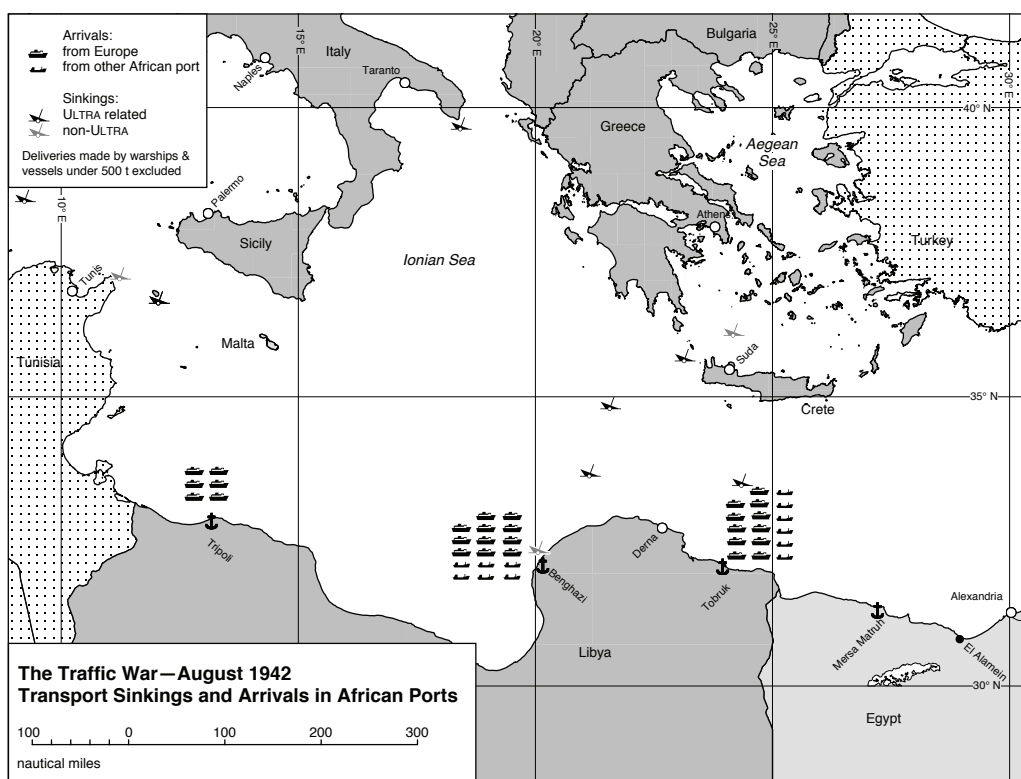 Arrivals:
from Europe
from other African port
Sinkings:
ULTRA related
non-ULTRA
Deliveries made by warships &
vessels under 500 t excluded
15° E
20° E
25° E
30° E
10° E
40° N
35° N
30° N
Italy
Naples
Taranto
Bulgaria
Greece
Aegean
Sea
Palermo
Athens
Sicily
Ionian Sea
Turkey
Tunis
Malta
Tunisia
Suda
Crete
Tripoli
Benghazi
Derna
Tobruk
Mersa Matruh
Alexandria
El Alamein
Libya
Egypt
The Traffic War—August 1942
Transport Sinkings and Arrivals in African Ports
100 0 100 200 300
nautical miles